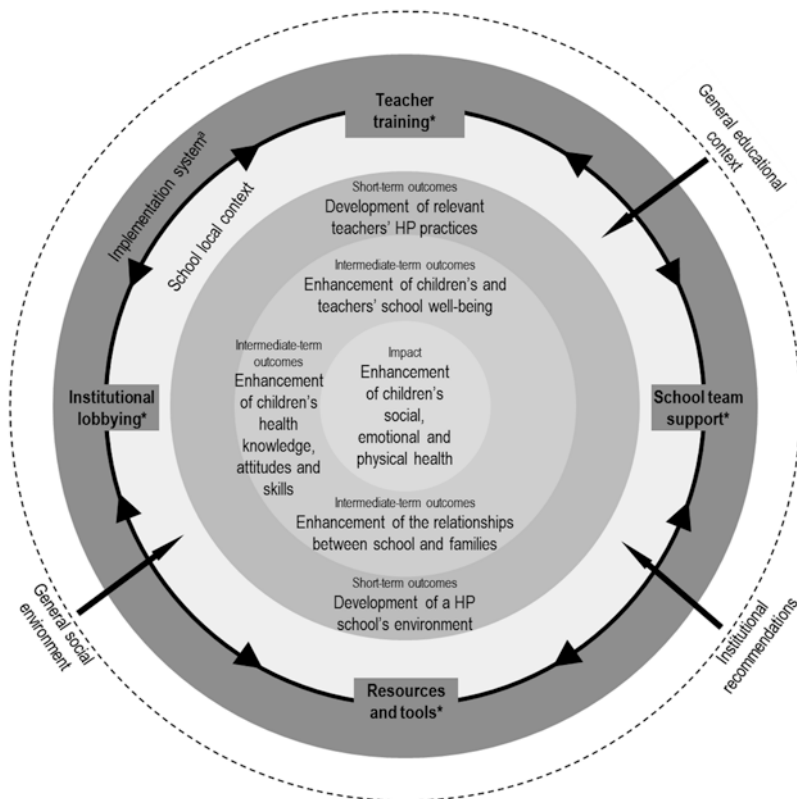 Teacher
training*
General educational
context
Implementation systemª
School local context
Short-term outcomes
Development of relevant
teachers' HP practices
Intermediate-term outcomes
Enhancement of children's and
teachers' school well-being
Intermediate-term
outcomes
Enhancement
of children's
health
knowledge,
attitudes and
skills
Impact
Enhancement
of children's
social,
emotional and
physical health
Institutional
lobbying*
School team
support*
Intermediate-term outcomes
Enhancement of the relationships
between school and families
Short-term outcomes
Development of a HP
school's environment
General social
environment
Institutional
recommendations
Resources
and tools*